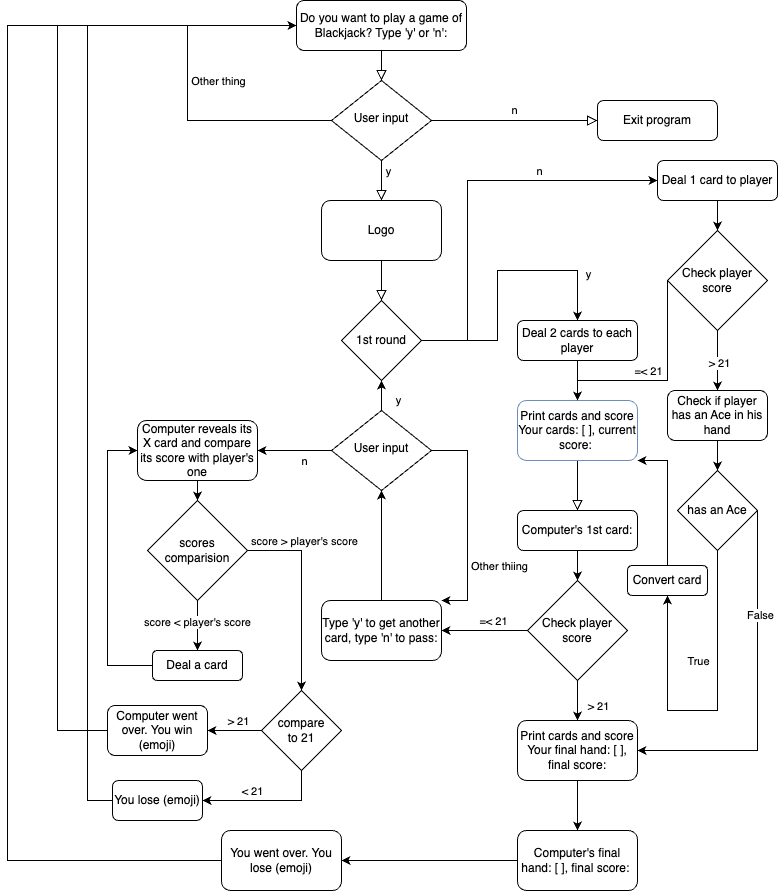 Do you want to play a game of
Blackjack? Type 'y' or 'n':
Other thing
User input
n
Exit program
y
n
Deal 1 card to player
Logo
Check player
score
y
1st round
Deal 2 cards to each
player
=< 21
> 21
y
Check if player
has an Ace in his
hand
Print cards and score
Your cards: [ ], current
score:
Computer reveals its
X card and compare
its score with player's
one
User input
n
has an Ace
Computer's 1st card:
scores
comparision
score > player's score
Other thiing
Convert card
False
score < player's score
Type 'y' to get another
card, type 'n' to pass:
=< 21
Check player
score
Deal a card
True
> 21
Computer went
over. You win
(emoji)
> 21
compare
to 21
Print cards and score
Your final hand: [ ],
final score:
You lose (emoji)
< 21
You went over. You
lose (emoji)
Computer's final
hand: [ ], final score: